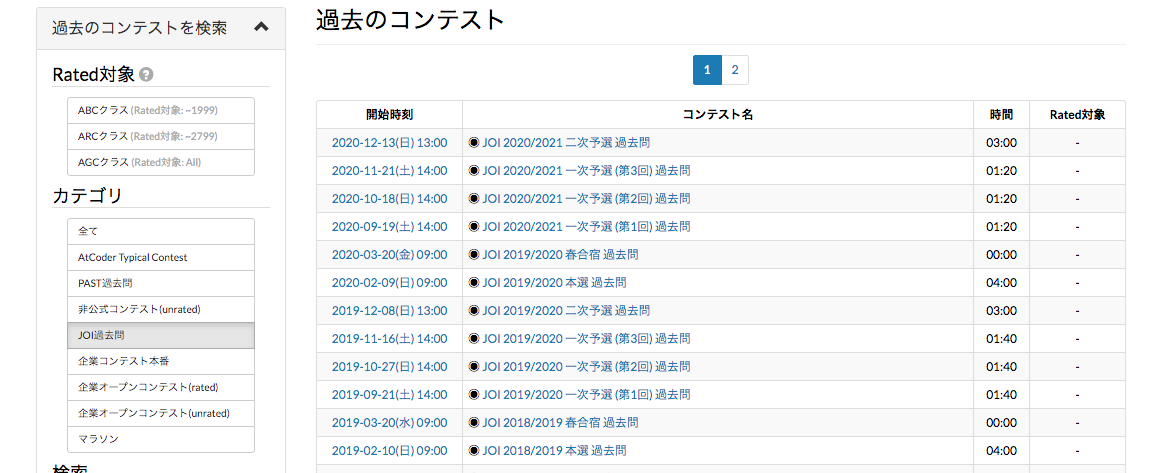 過去のコンテストを検索
Rated対象
ABCクラス (Rated対象: ~1999)
ARCクラス (Rated対象: ~2799)
AGCクラス (Rated対象: All)
カテゴリ
全て
AtCoder Typical Contest
PAST過去問
非公式コンテスト(unrated)
JOI過去問
企業コンテスト本番
企業オープンコンテスト(rated)
企業オープンコンテスト(unrated)
マラソン
検索
過去のコンテスト
1 2
開始時刻 コンテスト名 時間 Rated対象
2020-12-13(日) 13:00 ◉ JOI 2020/2021 二次予選 過去問 03:00 -
2020-11-21(土) 14:00 ◉ JOI 2020/2021 一次予選 (第3回) 過去問 01:20 -
2020-10-18(日) 14:00 ◉ JOI 2020/2021 一次予選 (第2回) 過去問 01:20 -
2020-09-19(土) 14:00 ◉ JOI 2020/2021 一次予選 (第1回) 過去問 01:20 -
2020-03-20(金) 09:00 ◉ JOI 2019/2020 春合宿 過去問 00:00 -
2020-02-09(日) 09:00 ◉ JOI 2019/2020 本選 過去問 04:00 -
2019-12-08(日) 13:00 ◉ JOI 2019/2020 二次予選 過去問 03:00 -
2019-11-16(土) 14:00 ◉ JOI 2019/2020 一次予選 (第3回) 過去問 01:40 -
2019-10-27(日) 14:00 ◉ JOI 2019/2020 一次予選 (第2回) 過去問 01:40 -
2019-09-21(土) 14:00 ◉ JOI 2019/2020 一次予選 (第1回) 過去問 01:40 -
2019-03-20(水) 09:00 ◉ JOI 2018/2019 春合宿 過去問 00:00 -
2019-02-10(日) 09:00 ◉ JOI 2018/2019 本選 過去問 04:00 -